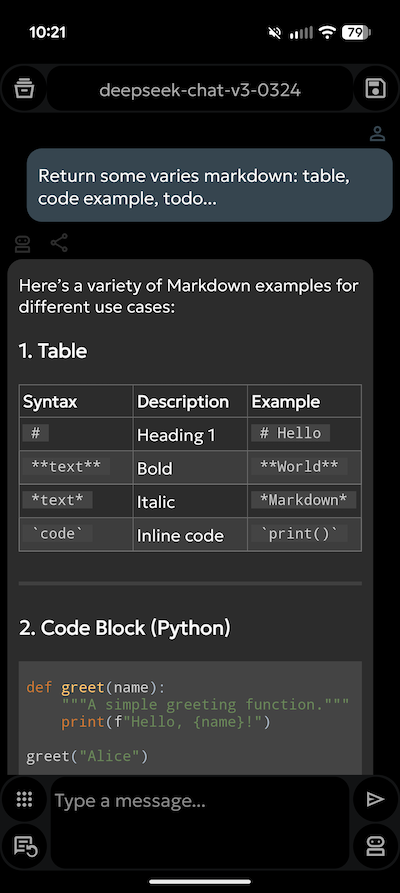 10:21
79
deepseek-chat-v3-0324
Return some varies markdown: table,
code example, todo...
Here's a variety of Markdown examples for
different use cases:
1. Table
Syntax Description Example
# Heading 1 # Hello
**text** Bold **World**
*text* Italic *Markdown*
`code` Inline code `print()`
2. Code Block (Python)
def greet(name):
    """A simple greeting function."""
    print(f"Hello, {name}!")
greet("Alice")
Type a message...